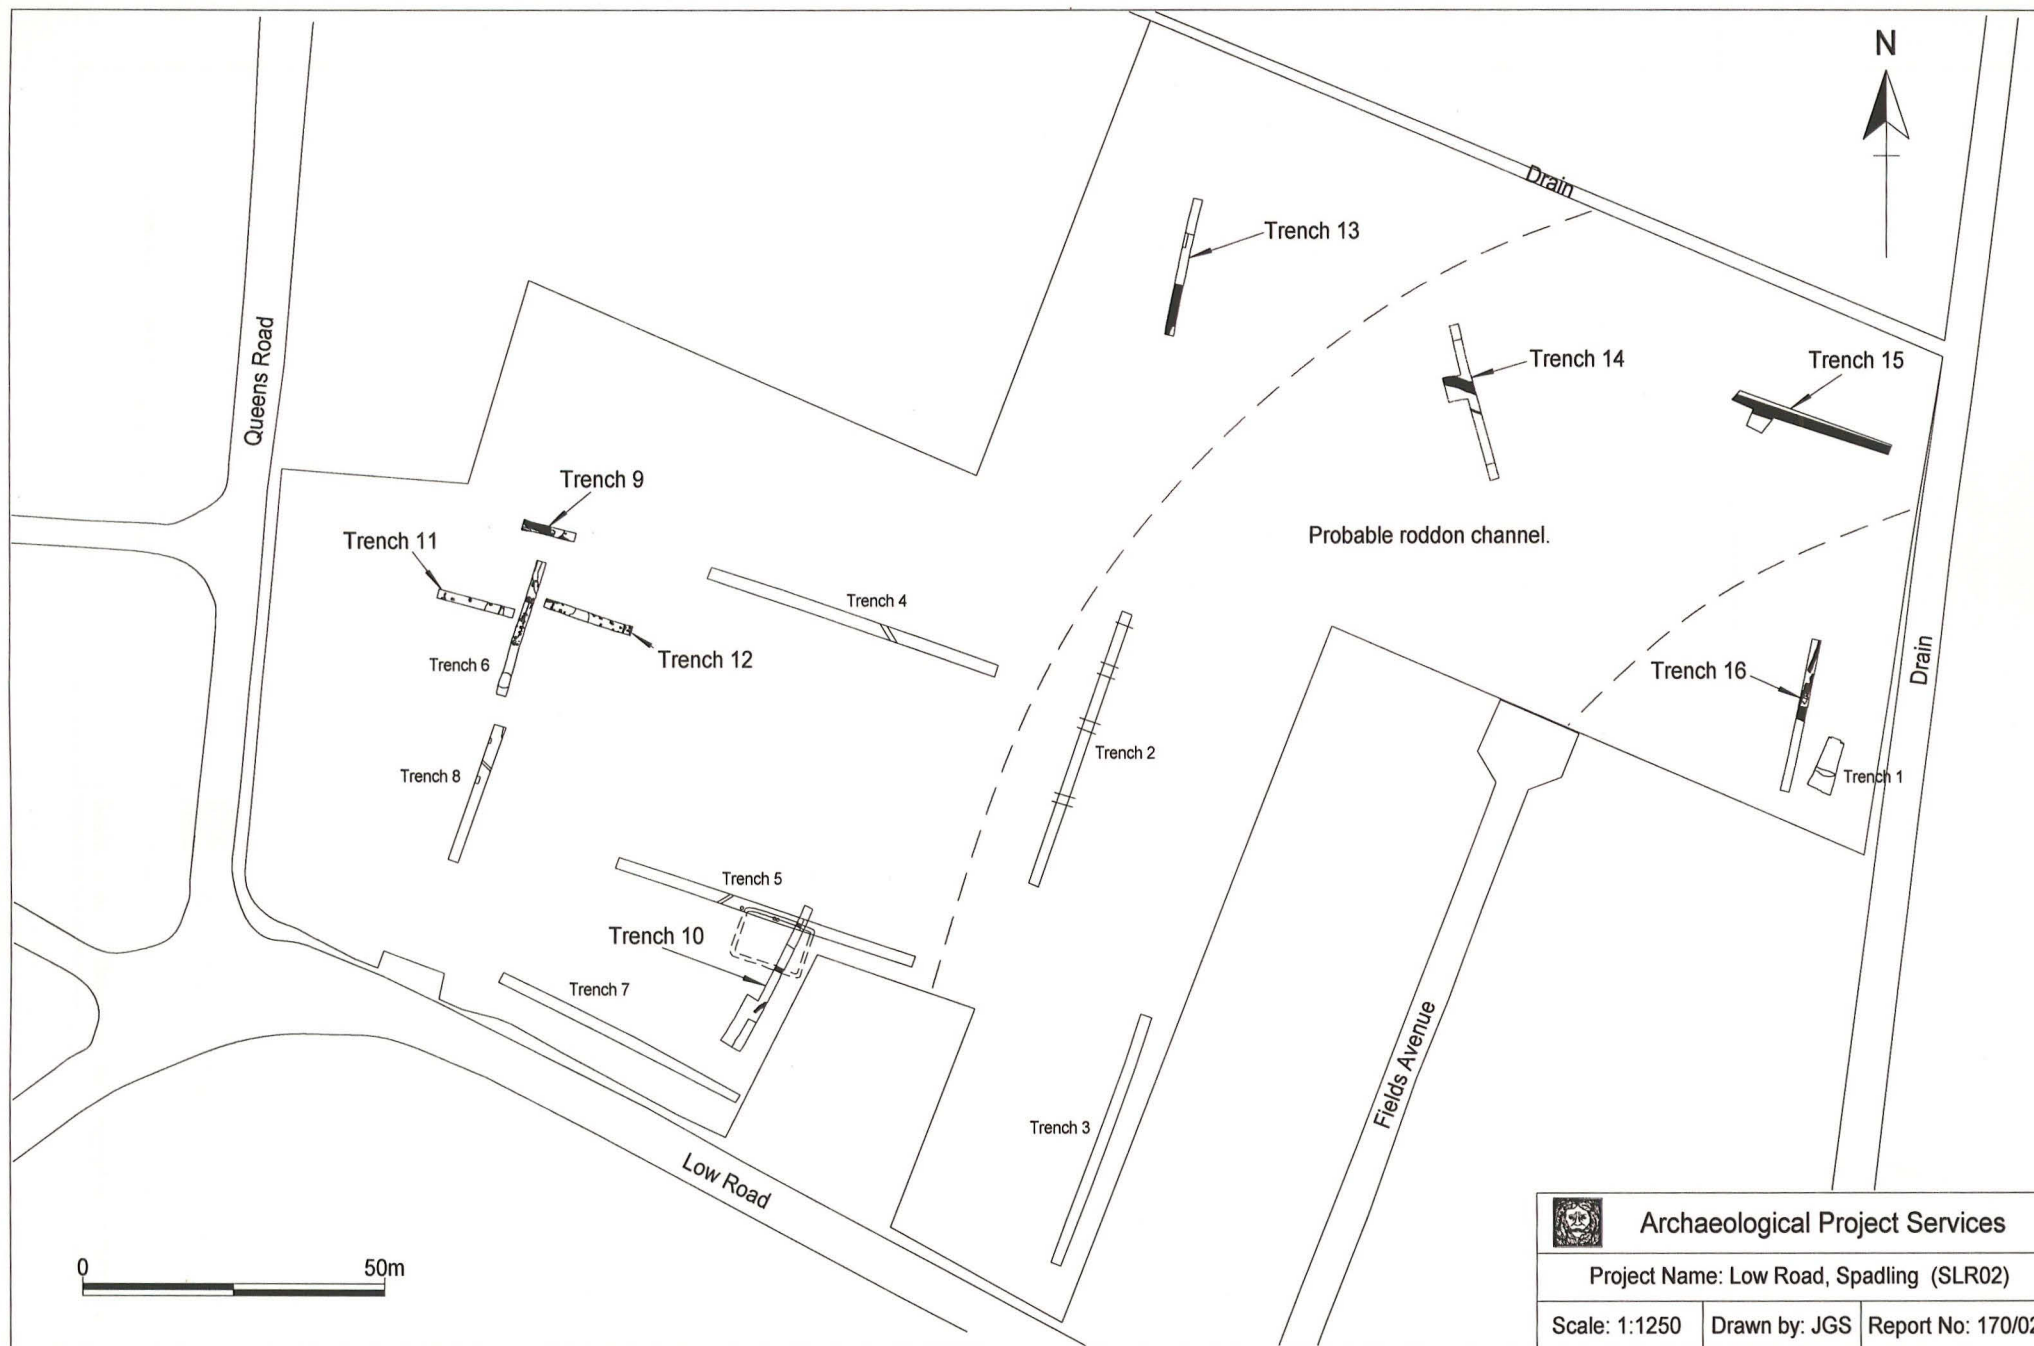 N
Drain
Trench 13
Trench 14
Trench 15
Queens Road
Trench 9
Trench 11
Probable roddon channel.
Trench 4
Trench 12
Trench 6
Trench 16
Drain
Trench 2
Trench 8
Trench 1
Trench 5
Trench 10
Trench 7
Fields Avenue
Trench 3
Low Road
0 50m
Archaeological Project Services
Project Name: Low Road, Spadling (SLR02)
Scale: 1:1250 Drawn by: JGS Report No: 170/02